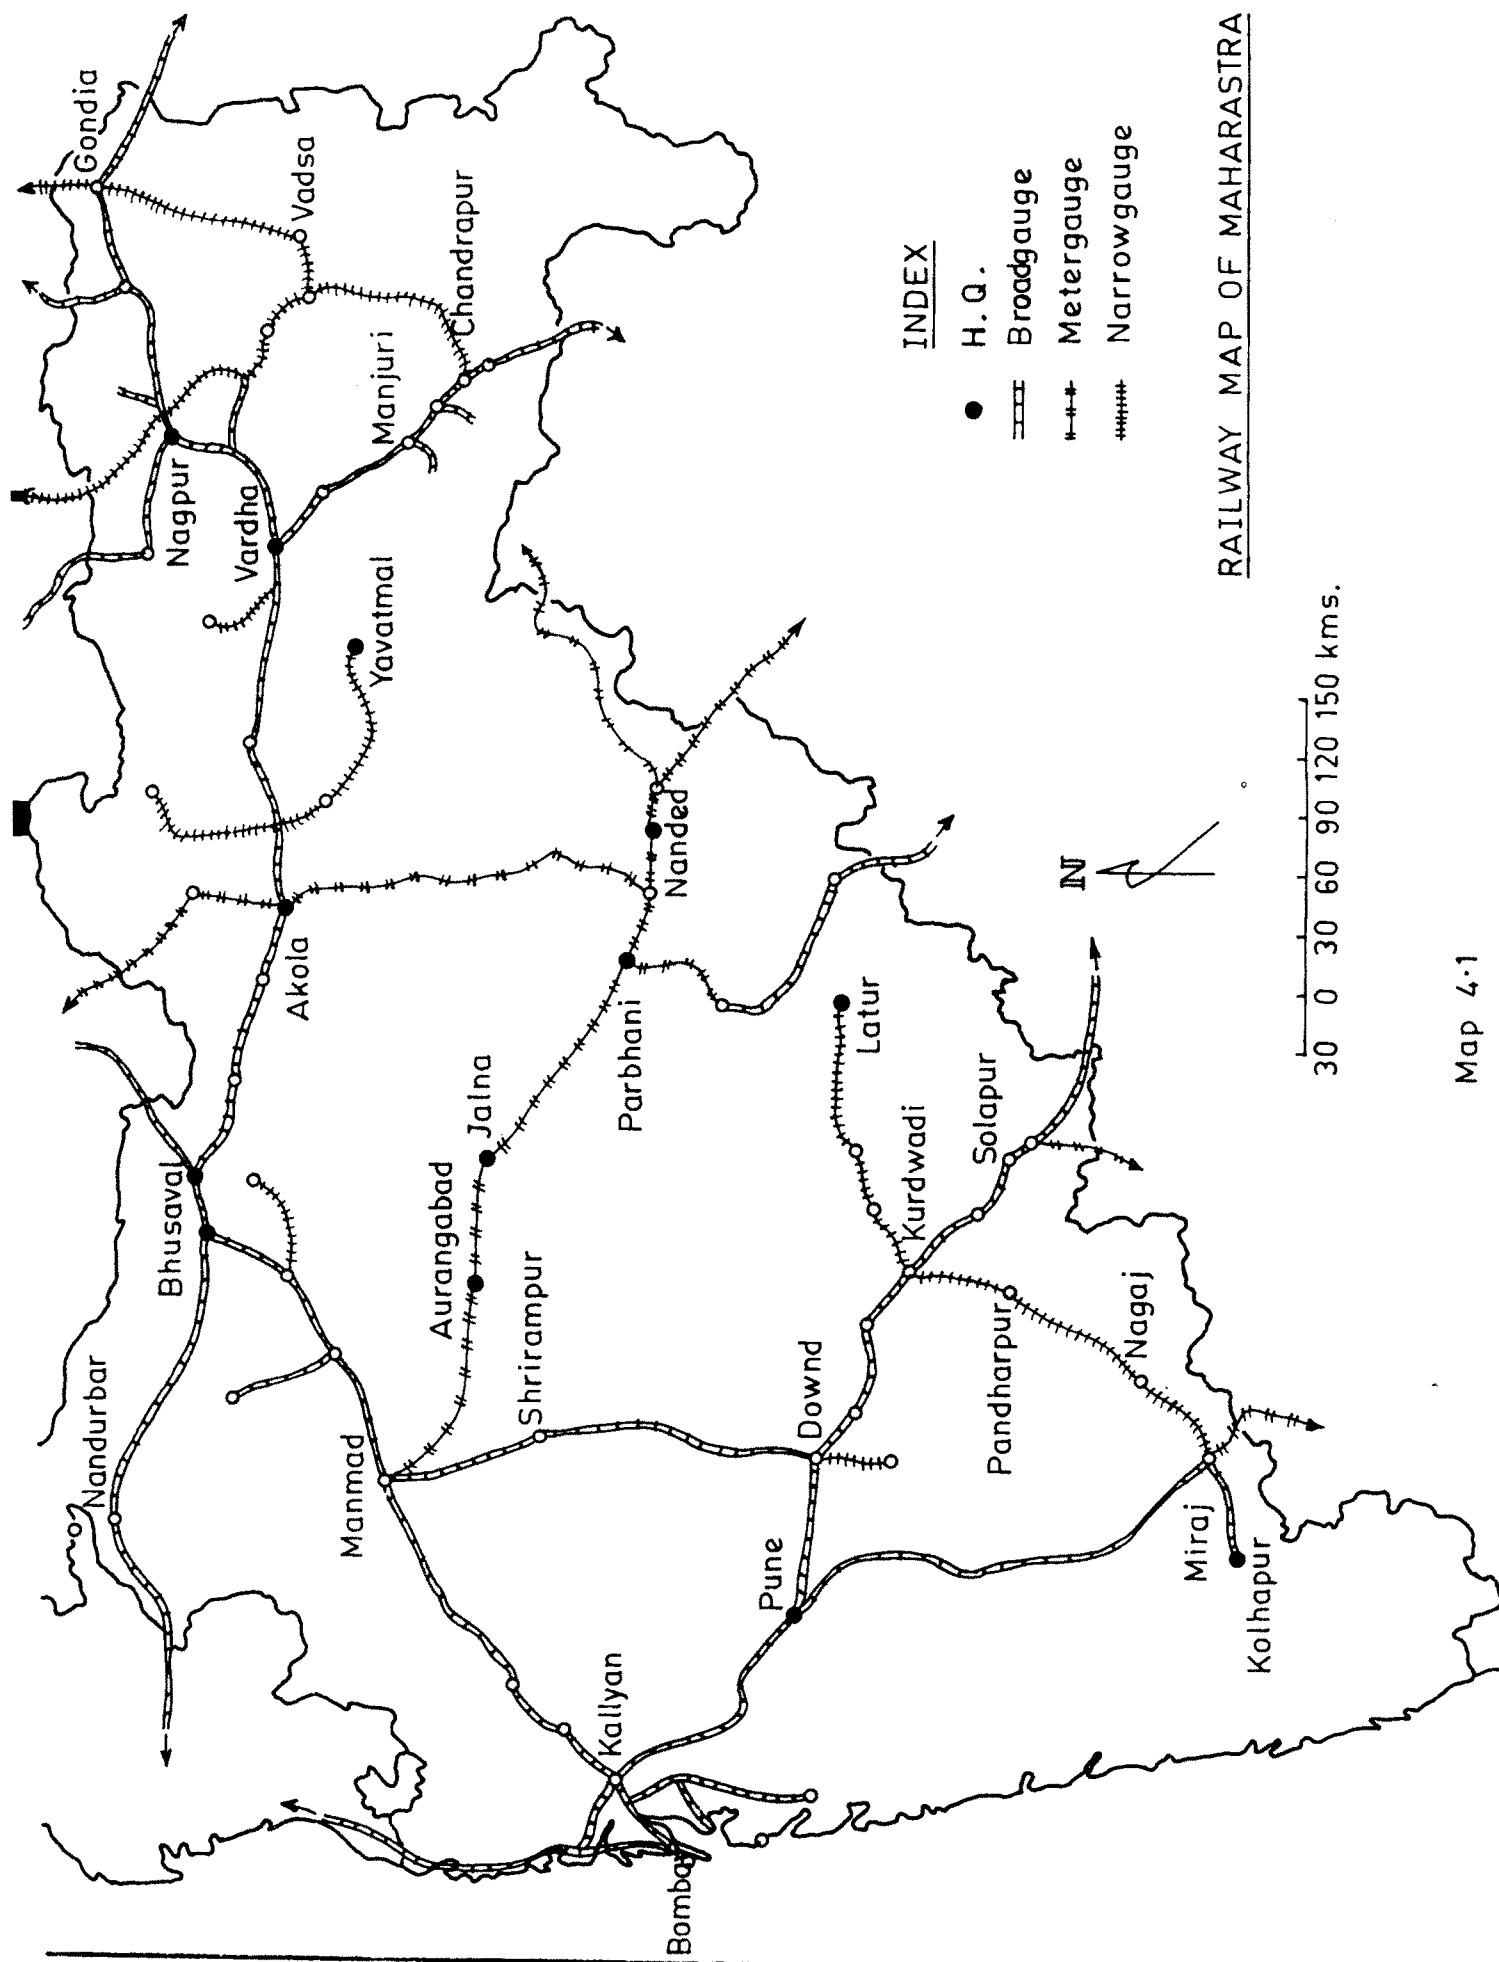 Gondia
Vadsa
Chandrapur
Manjuri
Nagpur
Vardha
Yavatmal
Akola
Nanded
Parbhani
Latur
Jalna
Aurangabad
Bhusaval
Nandurbar
Manmad
Shrirampur
Kurdwadi
Solapur
Downd
Pandharpur
Nagaj
Pune
Miraj
Kolhapur
Kallyan
Bombay
INDEX
H.Q.
Broadgauge
Metergauge
Narrowgauge
N
30 0 30 60 90 120 150 kms.
RAILWAY MAP OF MAHARASTRA
Map 4.1